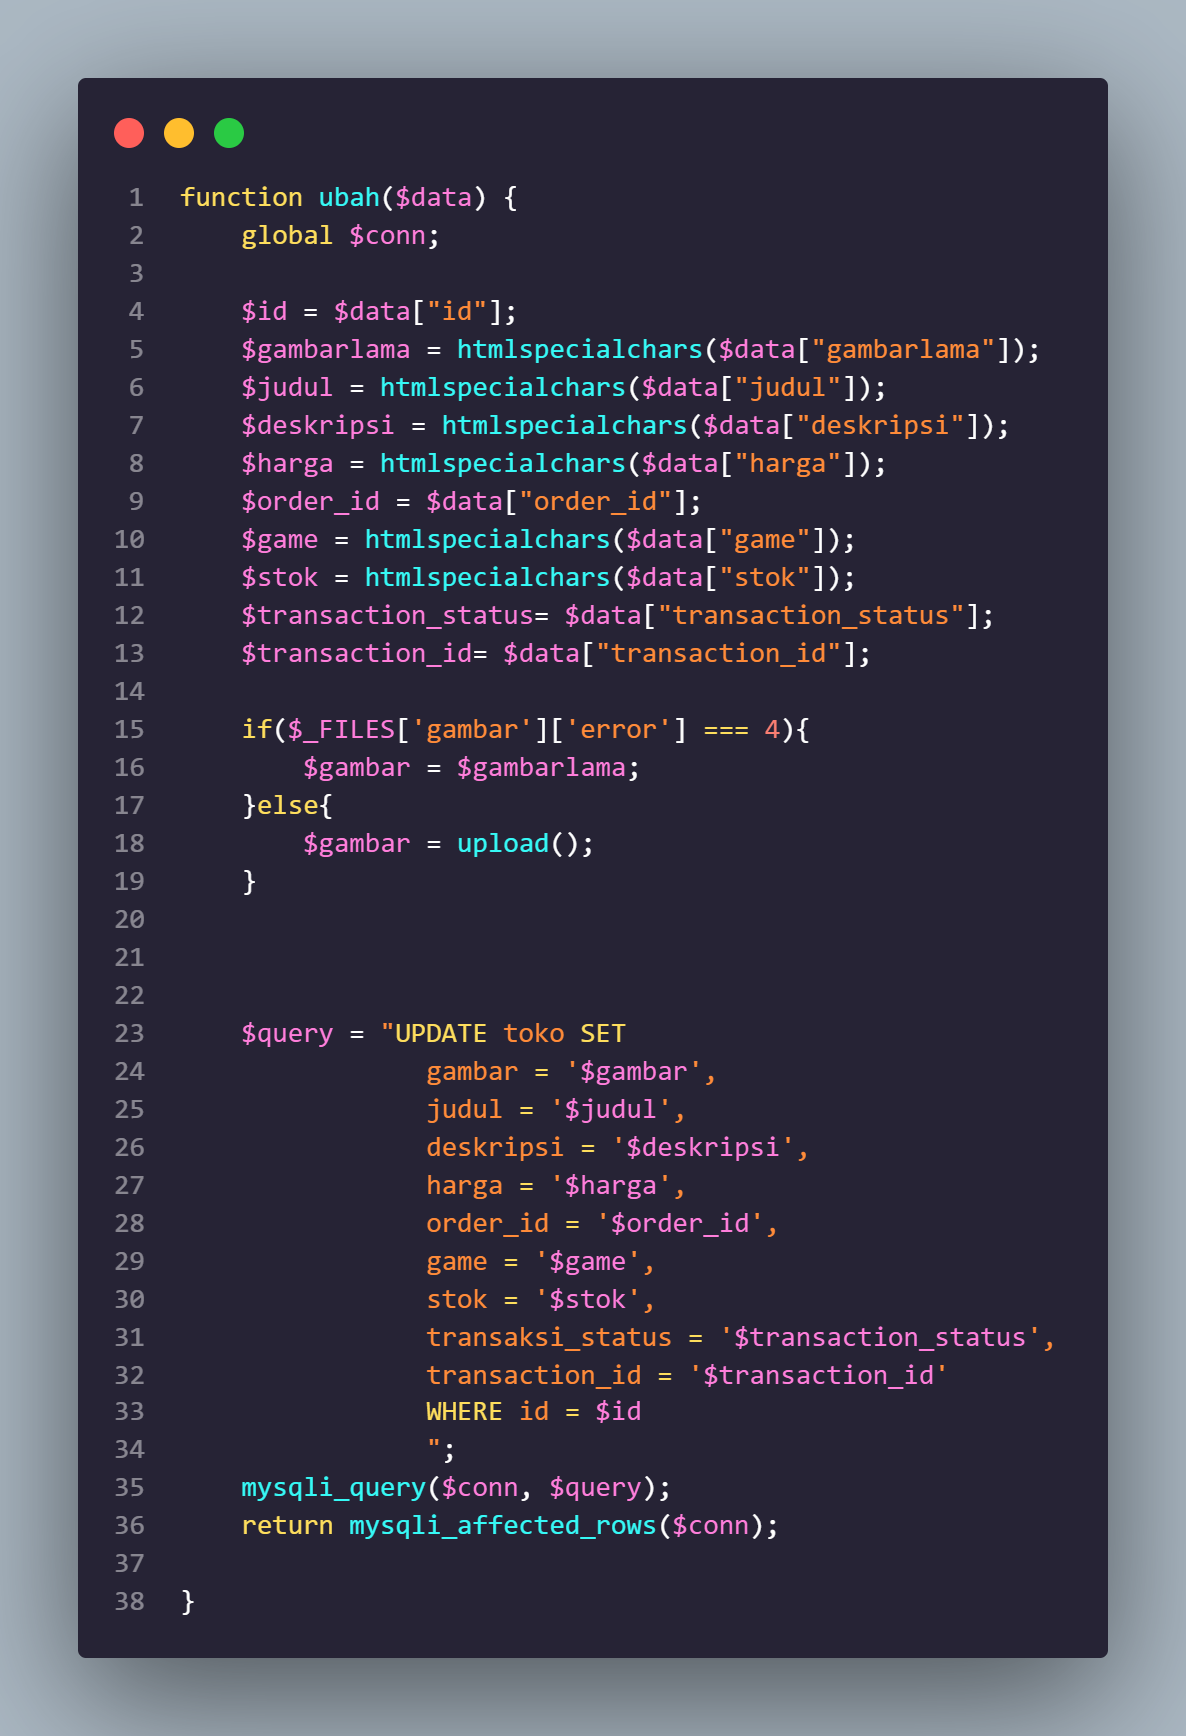 1 function ubah($data) {
2     global $conn;
3
4     $id = $data["id"];
5     $gambarlama = htmlspecialchars($data["gambarlama"]);
6     $judul = htmlspecialchars($data["judul"]);
7     $deskripsi = htmlspecialchars($data["deskripsi"]);
8     $harga = htmlspecialchars($data["harga"]);
9     $order_id = $data["order_id"];
10     $game = htmlspecialchars($data["game"]);
11     $stok = htmlspecialchars($data["stok"]);
12     $transaction_status= $data["transaction_status"];
13     $transaction_id= $data["transaction_id"];
14
15     if($_FILES['gambar']['error'] === 4){
16         $gambar = $gambarlama;
17     }else{
18         $gambar = upload();
19     }
20
21
22
23     $query = "UPDATE toko SET
24                 gambar = '$gambar',
25                 judul = '$judul',
26                 deskripsi = '$deskripsi',
27                 harga = '$harga',
28                 order_id = '$order_id',
29                 game = '$game',
30                 stok = '$stok',
31                 transaksi_status = '$transaction_status',
32                 transaction_id = '$transaction_id'
33                 WHERE id = $id
34                 ";
35     mysqli_query($conn, $query);
36     return mysqli_affected_rows($conn);
37
38 }